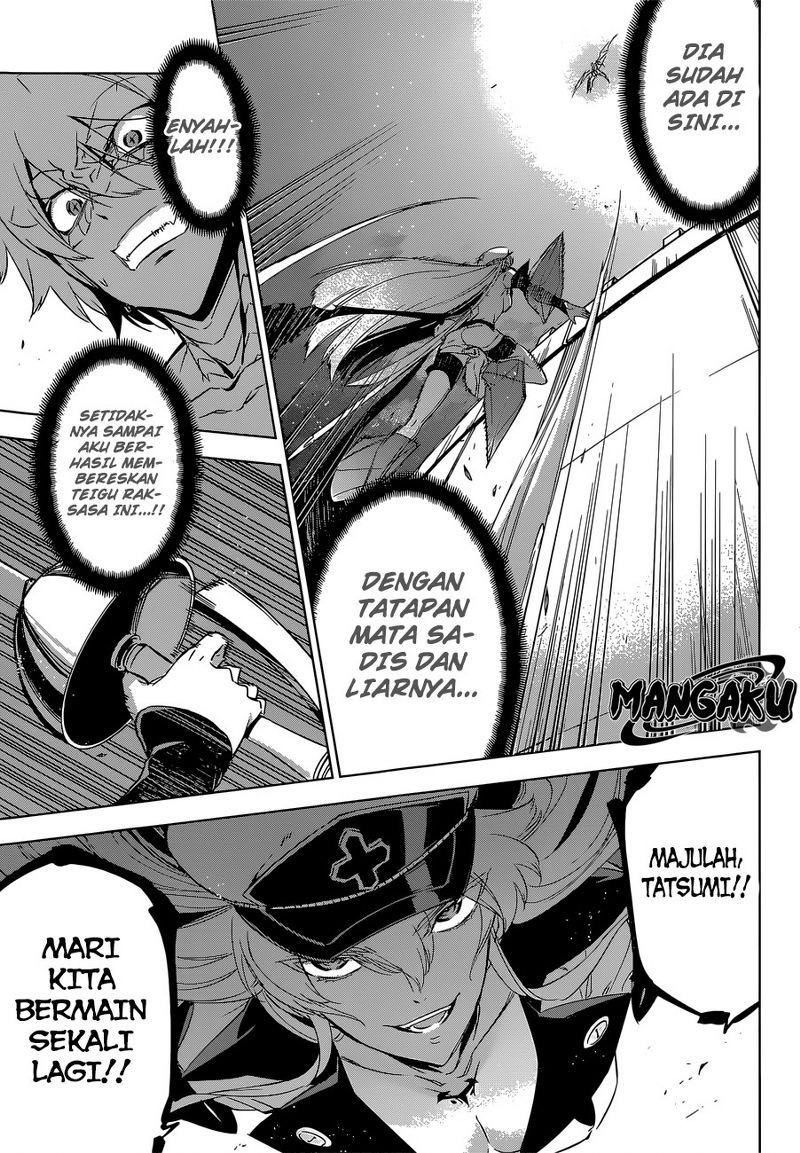 DIA
SUDAH
ADA DI
SINI...
DENGAN
TATAPAN
MATA SA-
DIS DAN
LIARNYA...
ENYAH-
LAH!!!
SETIDAK-
NYA SAMPAI
AKU BER-
HASIL MEM-
BERESKAN
TEIGU RAK-
SASA INI...!!
MANGAKU
MAJULAH,
TATSUMI!!
MARI
KITA
BERMAIN
SEKALI
LAGI!!